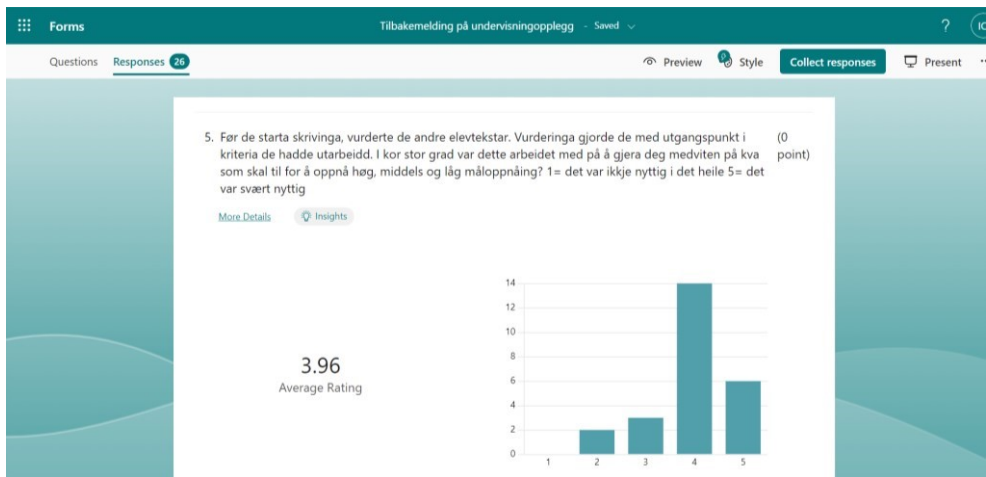 Forms
Tilbakemelding på undervisningopplegg - Saved
?
Questions Responses 26
Preview Style Collect responses Present
5. Før de starta skrivinga, vurderte de andre elevtekstar. Vurderinga gjorde de med utgangspunkt i (0
kriteria de hadde utarbeidd. I kor stor grad var dette arbeidet med på å gjera deg medviten på kva point)
som skal til for å oppnå høg, middels og låg måloppnåing? 1= det var ikkje nyttig i det heile 5= det
var svært nyttig
More Details Insights
3.96
Average Rating
14
12
10
8
6
4
2
0
1 2 3 4 5